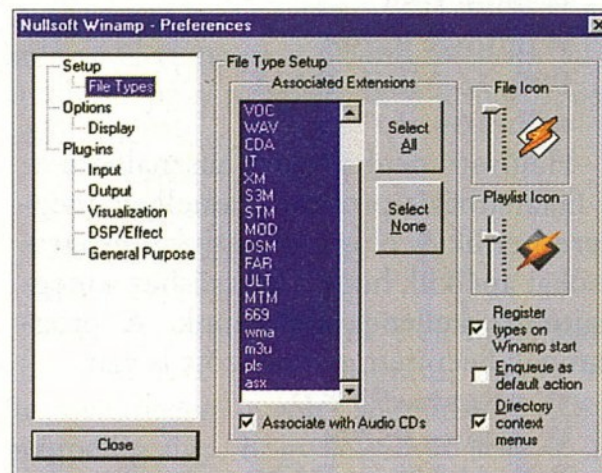 Nullsoft Winamp - Preferences
Setup
File Types
Options
Display
Plug-ins
Input
Output
Visualization
DSP/Effect
General Purpose
Close
File Type Setup
Associated Extensions
VOC
WAV
CDA
IT
XM
S3M
STM
MOD
DSM
FAR
ULT
MTM
669
wma
m3u
pls
asx
Select
All
Select
None
Associate with Audio CDs
File Icon
Playlist Icon
Register
types on
Winamp start
Enqueue as
default action
Directory
context
menus